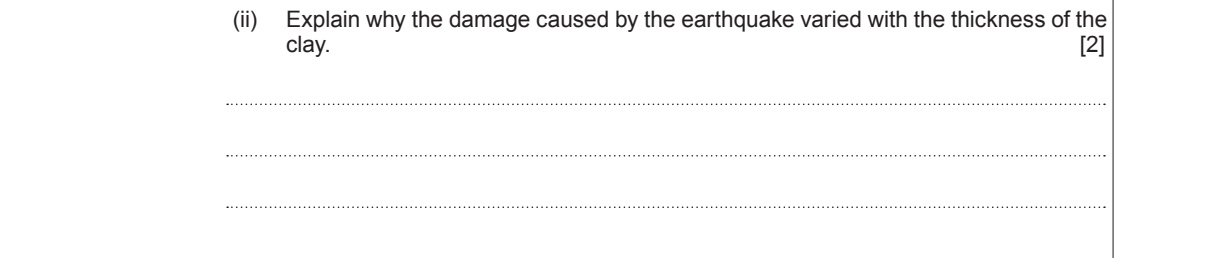 (ii) Explain why the damage caused by the earthquake varied with the thickness of the
clay. [2]